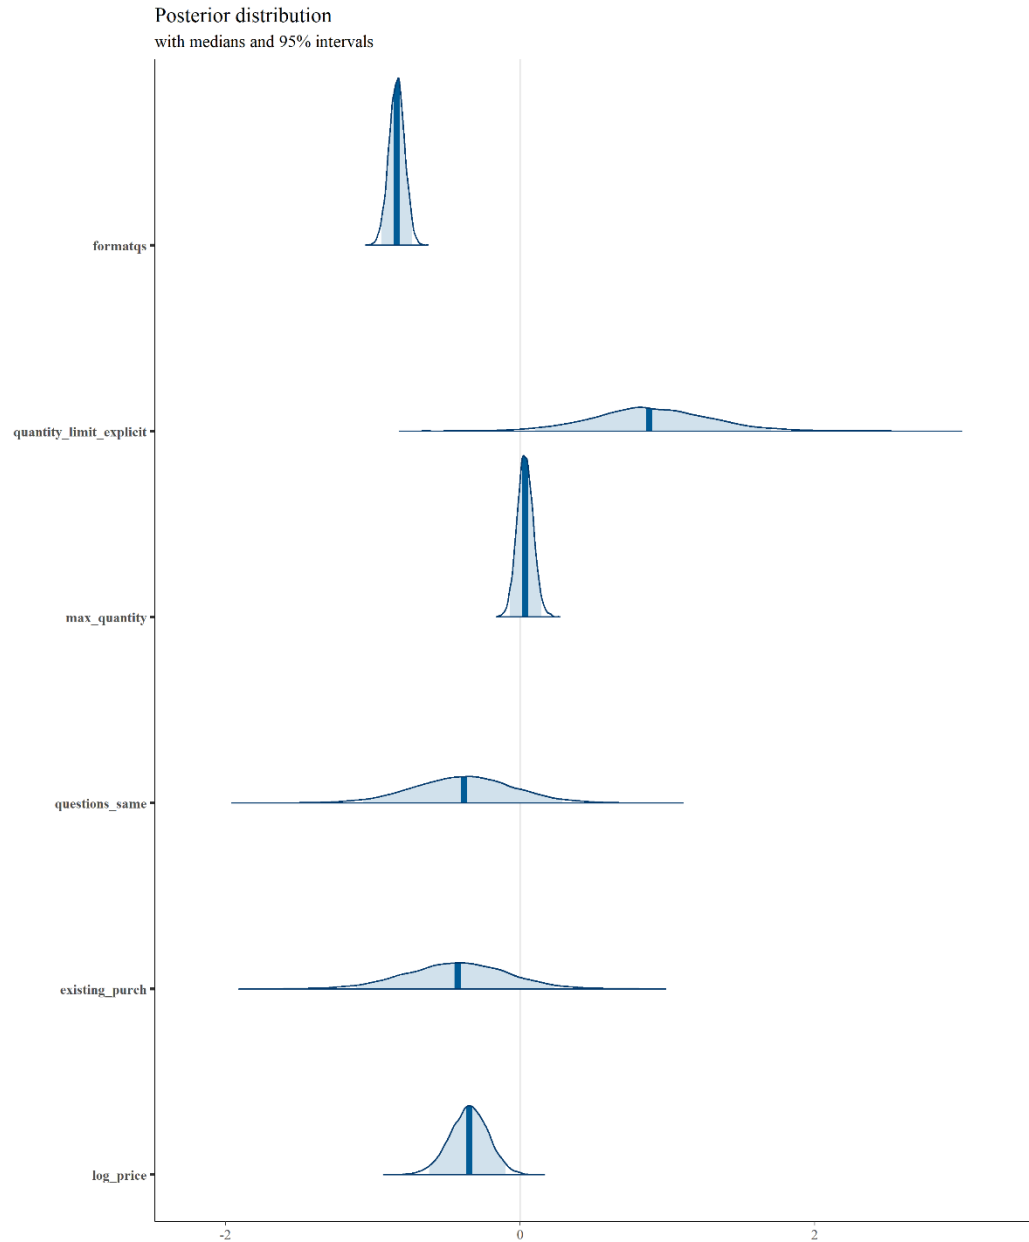 Posterior distribution
with medians and 95% intervals
formatqs
quantity_limit_explicit
max_quantity
questions_same
existing_purch
log_price
-2 0 2